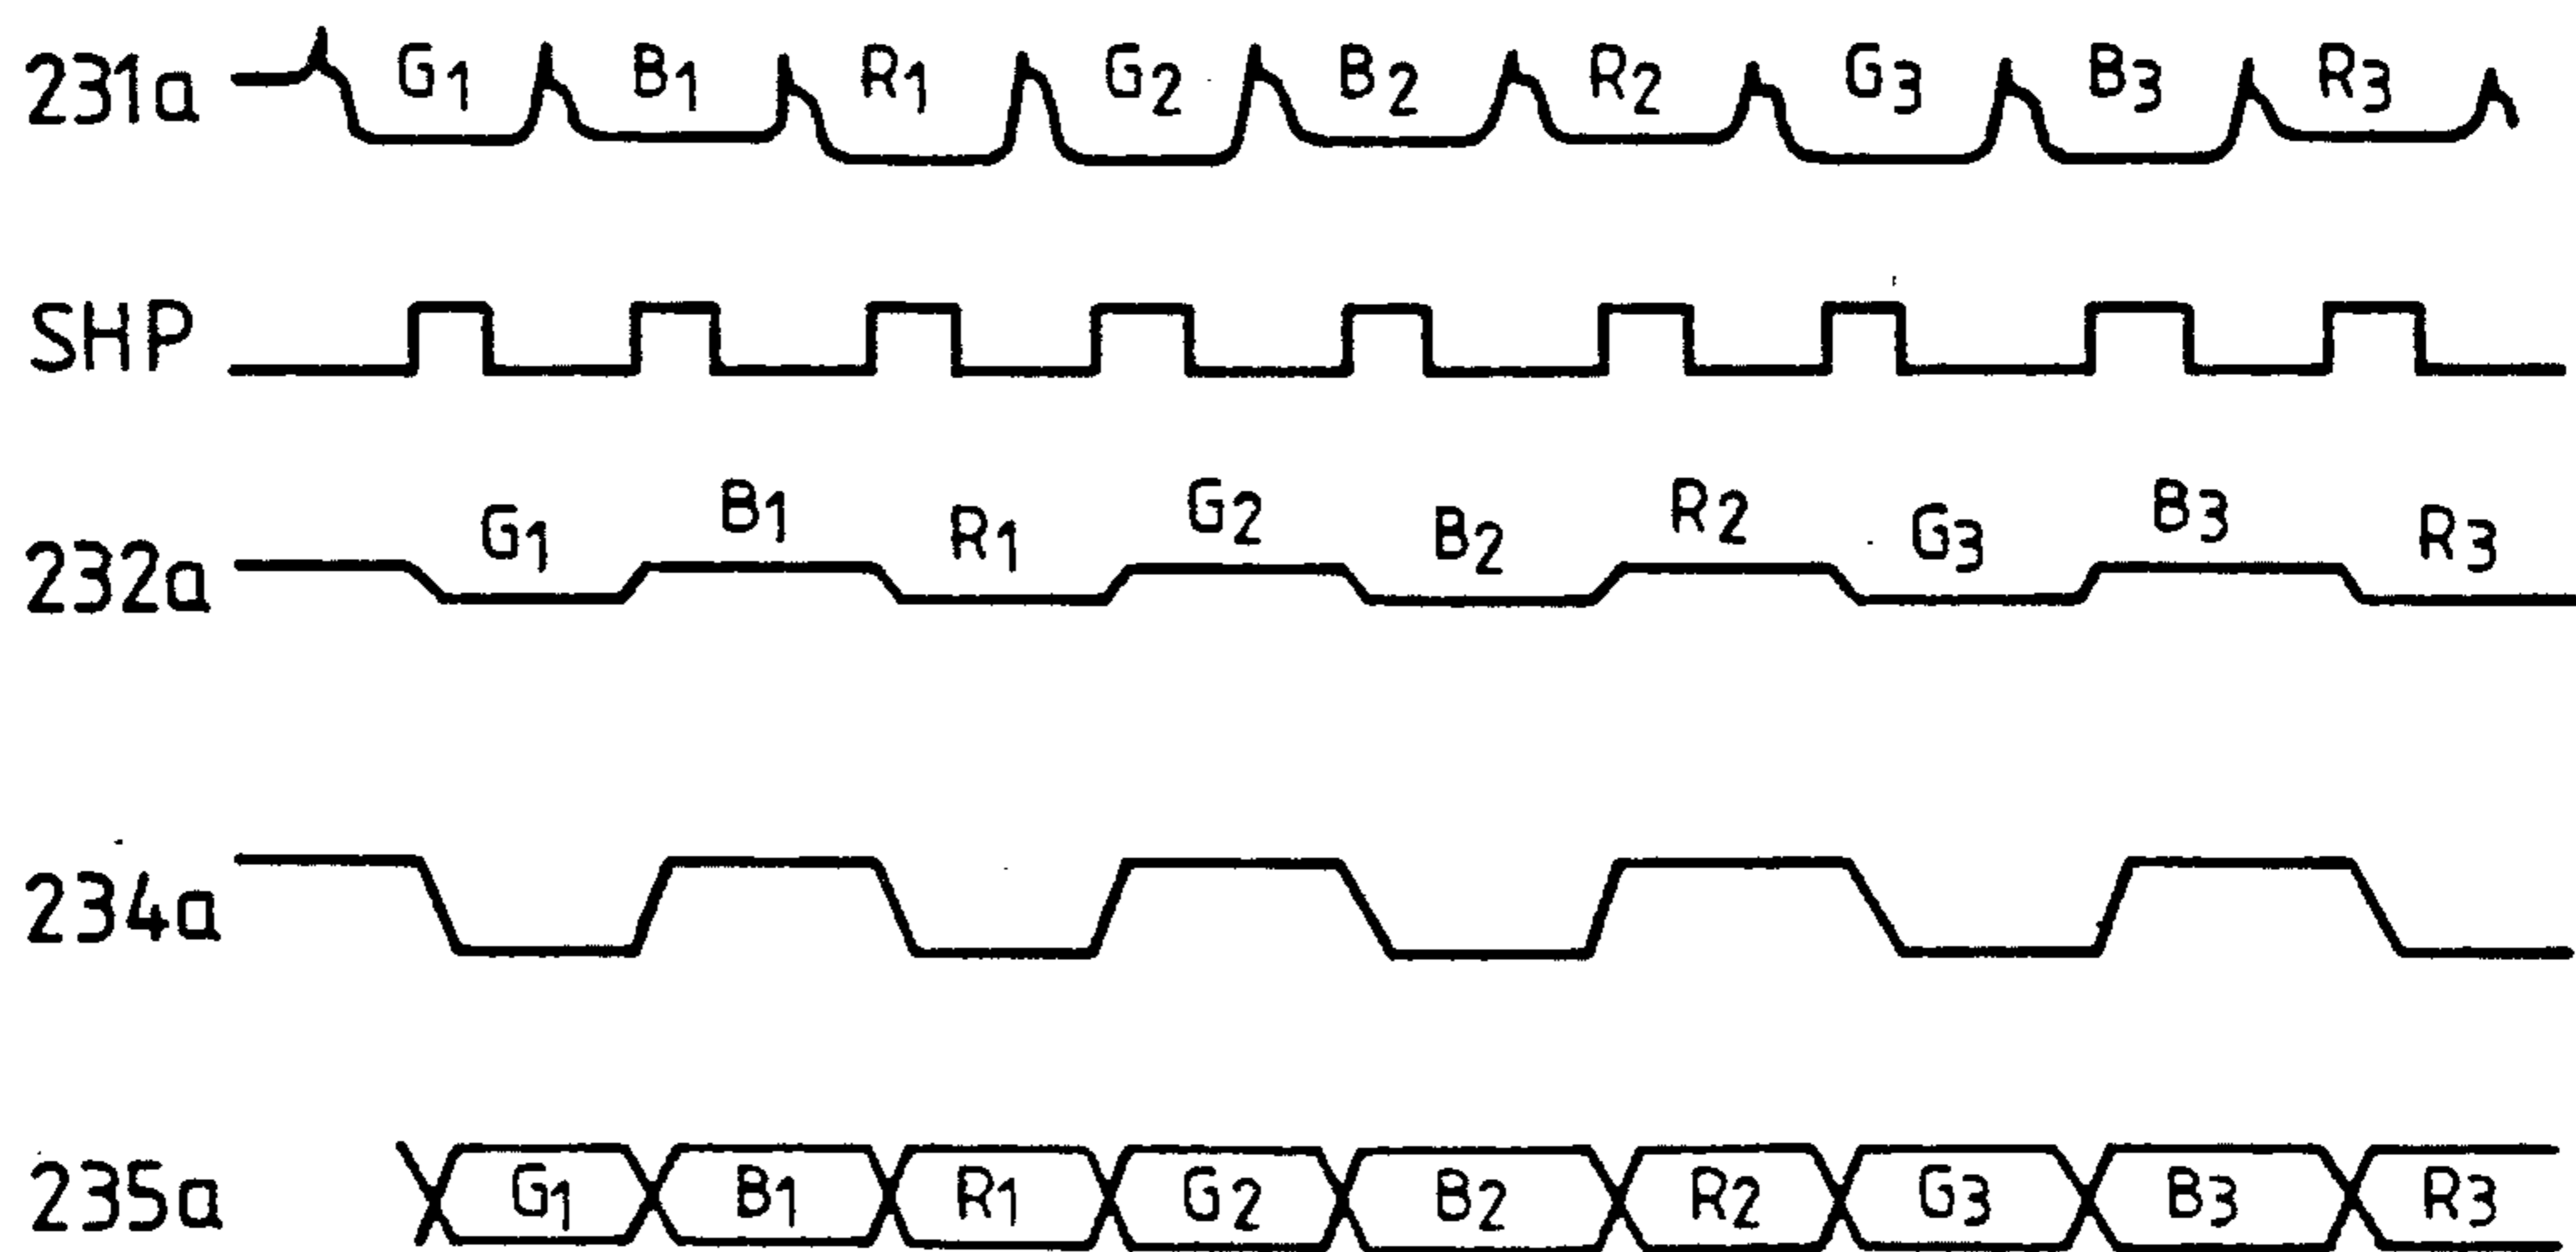 231a G1 B1 R1 G2 B2 R2 G3 B3 R3
SHP
232a G1 B1 R1 G2 B2 R2 G3 B3 R3
234a
235a G1 B1 R1 G2 B2 R2 G3 B3 R3